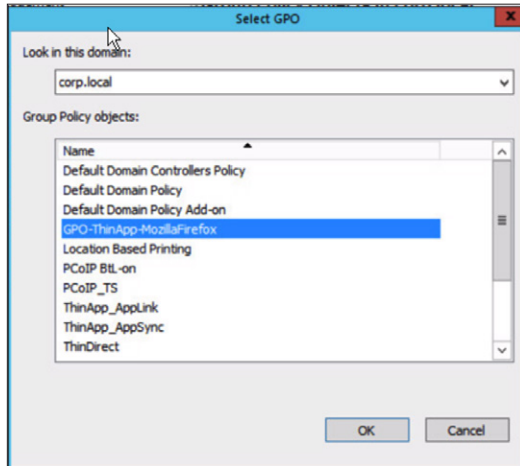 Select GPO
x
Look in this domain:
corp.local
Group Policy objects:
Name
Default Domain Controllers Policy
Default Domain Policy
Default Domain Policy Add-on
GPO-ThinApp-MozillaFirefox
Location Based Printing
PCoIP BtL-on
PCoIP_TS
ThinApp_AppLink
ThinApp_AppSync
ThinDirect
OK
Cancel